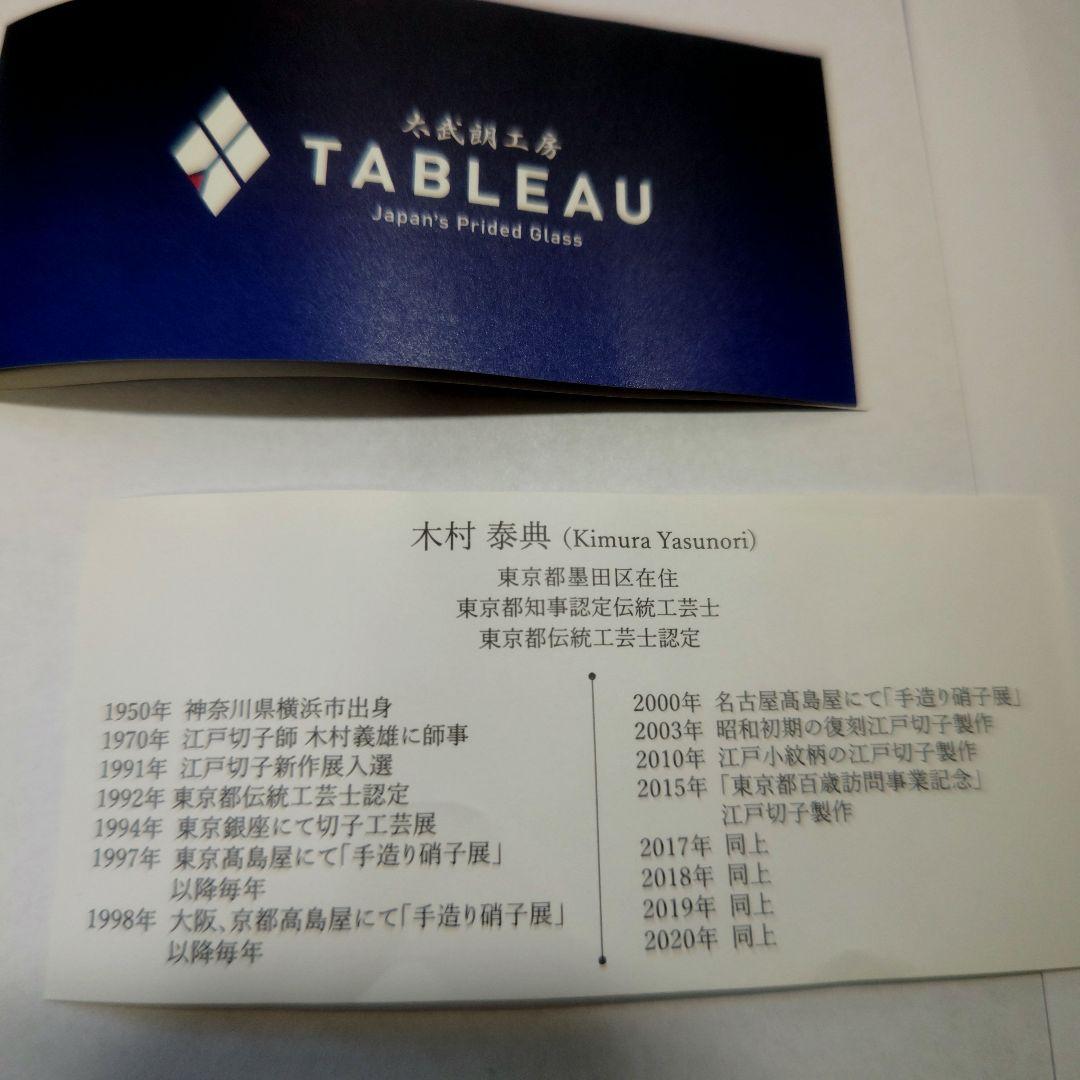 太武朗工房
TABLEAU
Japan's Prided Glass
木村 泰典 (Kimura Yasunori)
東京都墨田区在住
東京都知事認定伝統工芸士
東京都伝統工芸士認定
1950年 神奈川県横浜市出身
1970年 江戸切子師 木村義雄に師事
1991年 江戸切子新作展入選
1992年 東京都伝統工芸士認定
1994年 東京銀座にて切子工芸展
1997年 東京髙島屋にて「手造り硝子展」
以降毎年
1998年 大阪、京都髙島屋にて「手造り硝子展」
以降毎年
2000年 名古屋髙島屋にて「手造り硝子展」
2003年 昭和初期の復刻江戸切子製作
2010年 江戸小紋柄の江戸切子製作
2015年 「東京都百歳訪問事業記念」
江戸切子製作
2017年 同上
2018年 同上
2019年 同上
2020年 同上